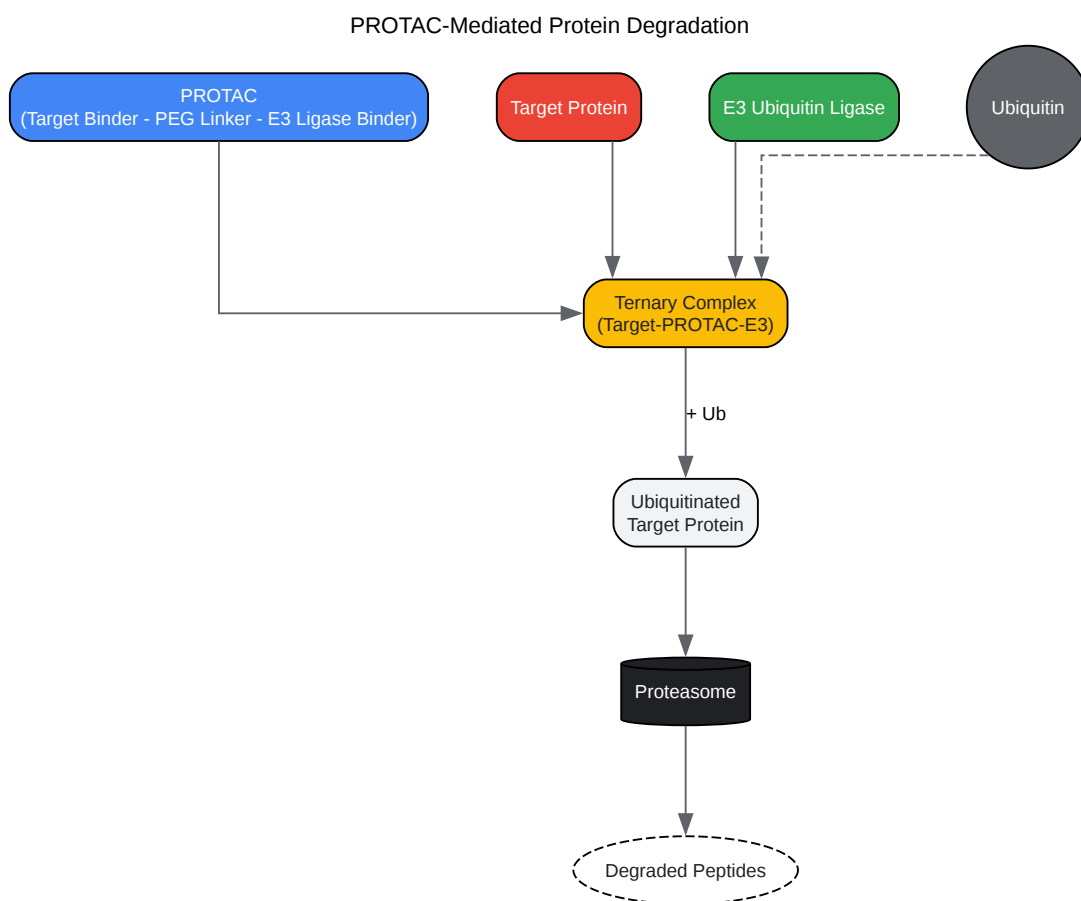 PROTAC-Mediated Protein Degradation
PROTAC
(Target Binder - PEG Linker - E3 Ligase Binder)
Target Protein
E3 Ubiquitin Ligase
Ubiquitin
Ternary Complex
(Target-PROTAC-E3)
+ Ub
Ubiquitinated
Target Protein
Proteasome
Degraded Peptides